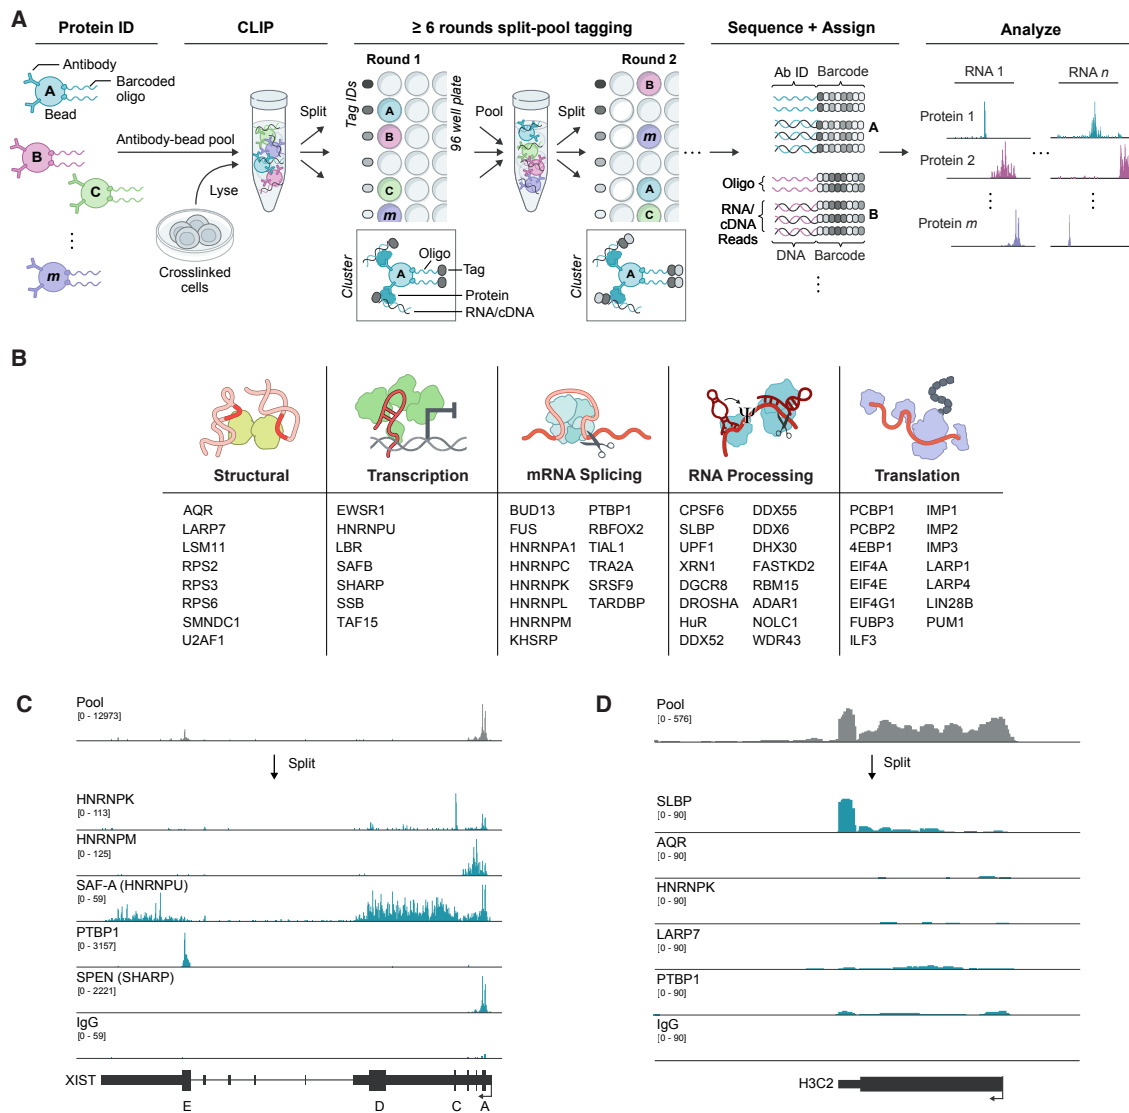 A
Protein ID
CLIP
≥ 6 rounds split-pool tagging
Sequence + Assign
Analyze
Antibody
Barcoded
oligo
A
Bead
B
C
⋮
m
Antibody-bead pool
Lyse
Crosslinked
cells
Split
Round 1
Tag IDs
A
B
C
m
96 well plate
Pool
Split
Round 2
B
m
A
C
...
Cluster
A
Oligo
Tag
Protein
RNA/cDNA
Cluster
A
Ab ID
Barcode
A
Oligo
RNA/
cDNA
Reads
B
DNA
Barcode
⋮
RNA 1
RNA n
Protein 1
Protein 2
...
⋮
⋮
⋮
Protein m
B
Ψ
Structural
Transcription
mRNA Splicing
RNA Processing
Translation
AQR
LARP7
LSM11
RPS2
RPS3
RPS6
SMNDC1
U2AF1
EWSR1
HNRNPU
LBR
SAFB
SHARP
SSB
TAF15
BUD13 PTBP1
FUS RBFOX2
HNRNPA1 TIAL1
HNRNPC TRA2A
HNRNPK SRSF9
HNRNPL TARDBP
HNRNPM
KHSRP
CPSF6 DDX55
SLBP DDX6
UPF1 DHX30
XRN1 FASTKD2
DGCR8 RBM15
DROSHA ADAR1
HuR NOLC1
DDX52 WDR43
PCBP1 IMP1
PCBP2 IMP2
4EBP1 IMP3
EIF4A LARP1
EIF4E LARP4
EIF4G1 LIN28B
FUBP3 PUM1
ILF3
C
Pool
[0 - 12973]
Split
HNRNPK
[0 - 113]
HNRNPM
[0 - 125]
SAF-A (HNRNPU)
[0 - 59]
PTBP1
[0 - 3157]
SPEN (SHARP)
[0 - 2221]
IgG
[0 - 59]
XIST
E
D
C
A
D
Pool
[0 - 576]
Split
SLBP
[0 - 90]
AQR
[0 - 90]
HNRNPK
[0 - 90]
LARP7
[0 - 90]
PTBP1
[0 - 90]
IgG
[0 - 90]
H3C2